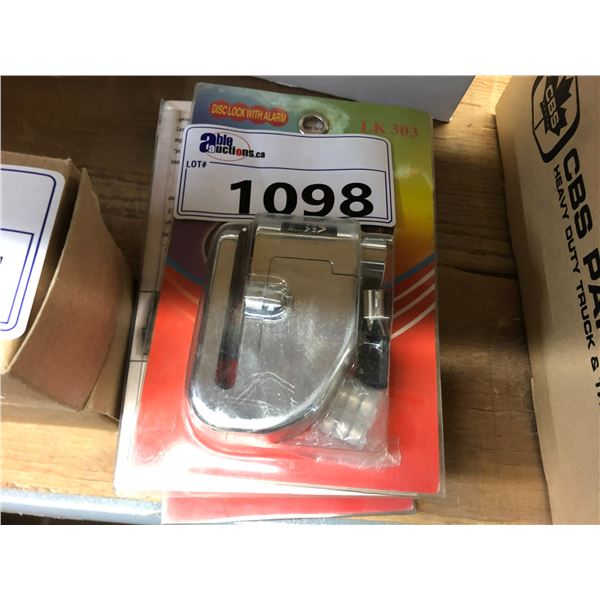 DISC LOCK WITH ALARM
LK 303
able
auctions.ca
LOT#
1098
CBS
CBS PA
HEAVY DUTY TRUCK & T